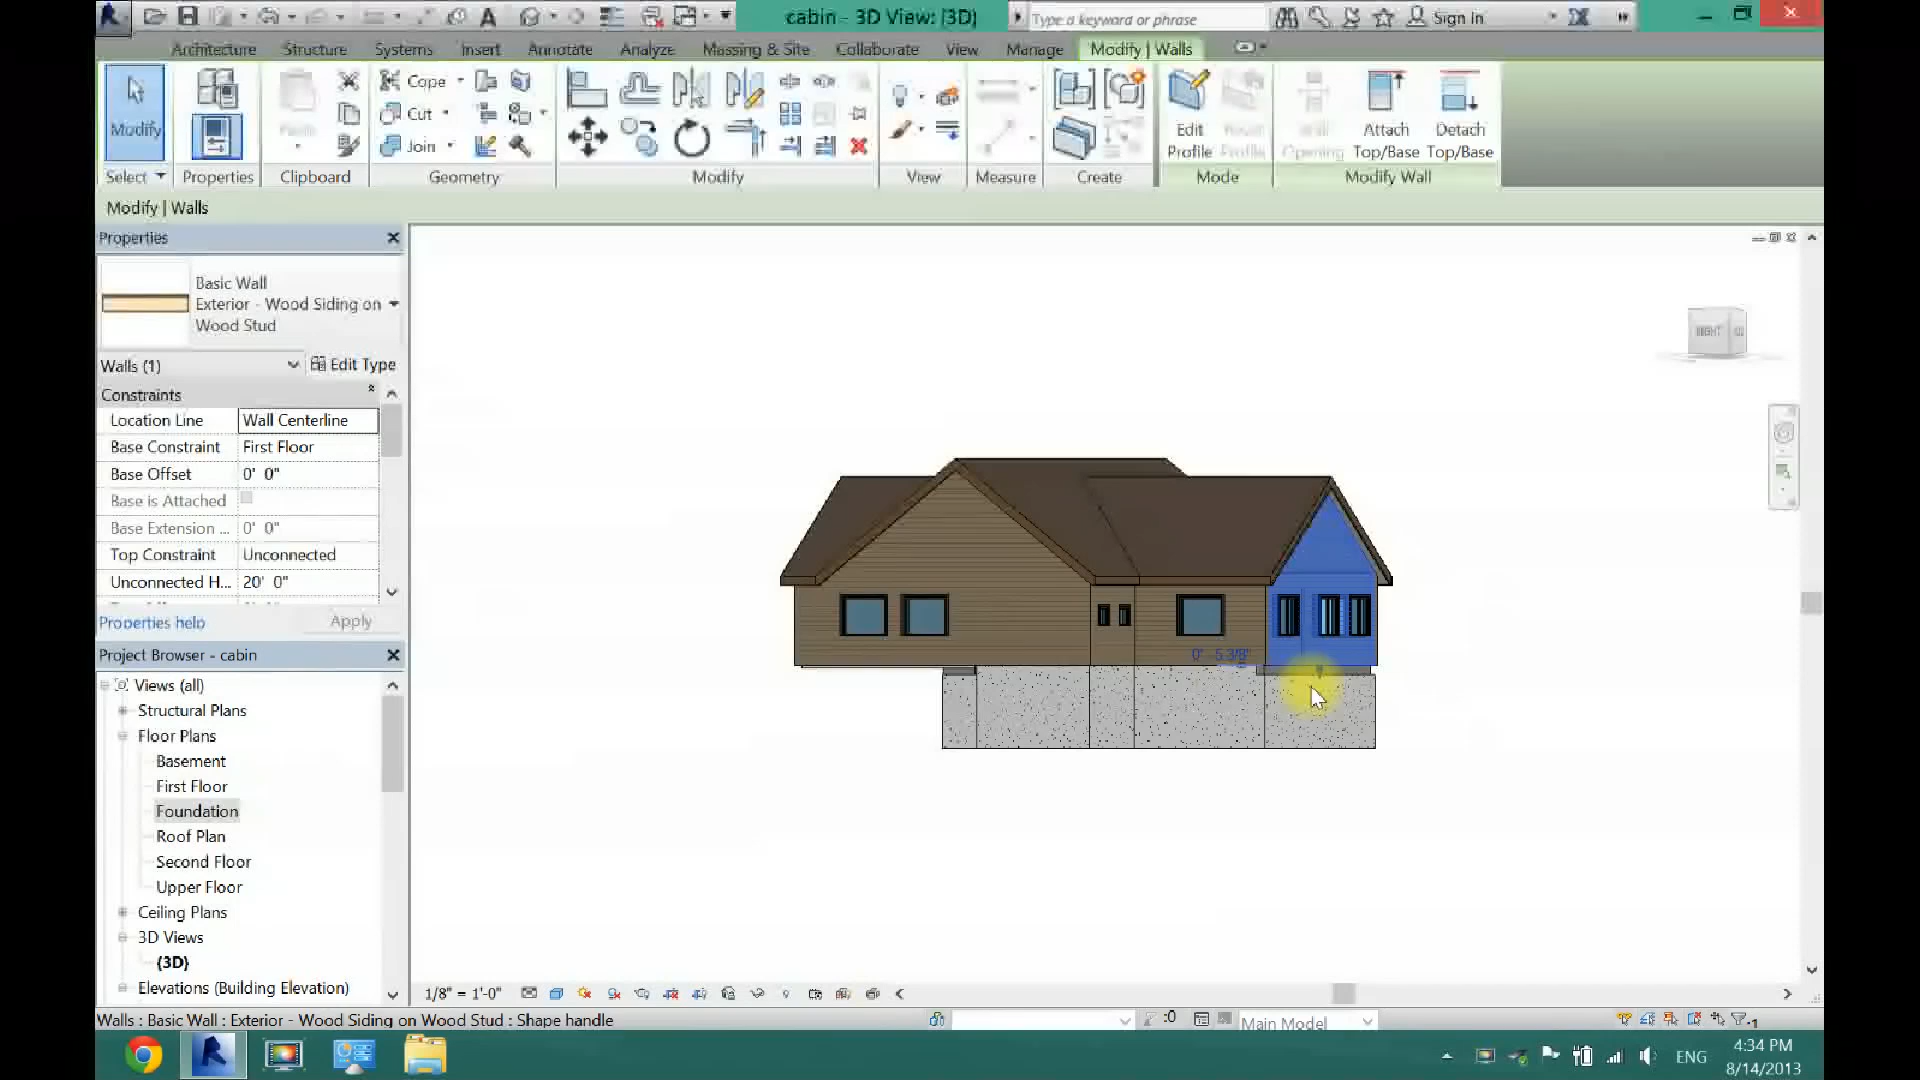 cabin - 3D View: {3D}
Type a keyword or phrase
Sign In
Architecture Structure Systems Insert Annotate Analyze Massing & Site Collaborate View Manage Modify | Walls
Modify
Cope
Cut
Join
Edit Profile
Attach Top/Base
Detach Top/Base
Select Properties Clipboard Geometry Modify View Measure Create Mode Modify Wall
Modify | Walls
Properties
Basic Wall
Exterior - Wood Siding on
Wood Stud
Walls (1)
Edit Type
Constraints
Location Line Wall Centerline
Base Constraint First Floor
Base Offset 0' 0"
Base is Attached
Base Extension ... 0' 0"
Top Constraint Unconnected
Unconnected H... 20' 0"
Properties help
Apply
Project Browser - cabin
Views (all)
Structural Plans
Floor Plans
Basement
First Floor
Foundation
Roof Plan
Second Floor
Upper Floor
Ceiling Plans
3D Views
{3D}
Elevations (Building Elevation)
RIGHT
0' - 5 3/8"
1/8" = 1'-0"
Walls : Basic Wall : Exterior - Wood Siding on Wood Stud : Shape handle
:0
Main Model
ENG
4:34 PM
8/14/2013